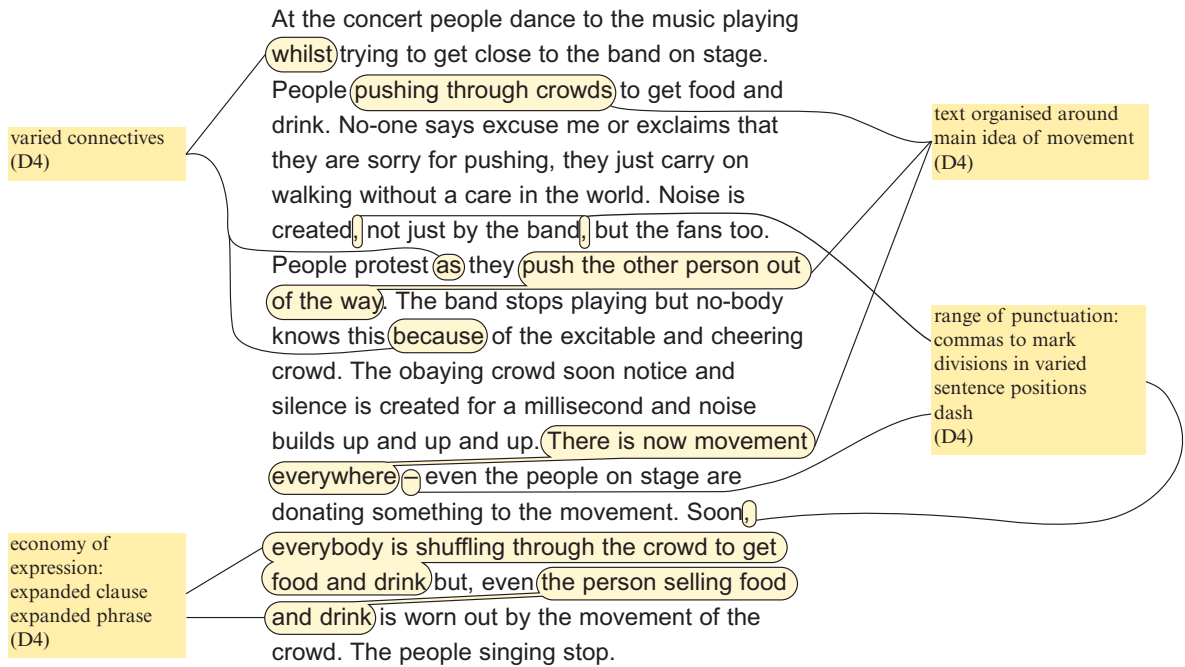 At the concert people dance to the music playing
whilst trying to get close to the band on stage.
People pushing through crowds to get food and
drink. No-one says excuse me or exclaims that
they are sorry for pushing, they just carry on
walking without a care in the world. Noise is
created, not just by the band, but the fans too.
People protest as they push the other person out
of the way. The band stops playing but no-body
knows this because of the excitable and cheering
crowd. The obaying crowd soon notice and
silence is created for a millisecond and noise
builds up and up and up. There is now movement
everywhere – even the people on stage are
donating something to the movement. Soon,
everybody is shuffling through the crowd to get
food and drink but, even the person selling food
and drink is worn out by the movement of the
crowd. The people singing stop.
varied connectives
(D4)
economy of
expression:
expanded clause
expanded phrase
(D4)
text organised around
main idea of movement
(D4)
range of punctuation:
commas to mark
divisions in varied
sentence positions
dash
(D4)